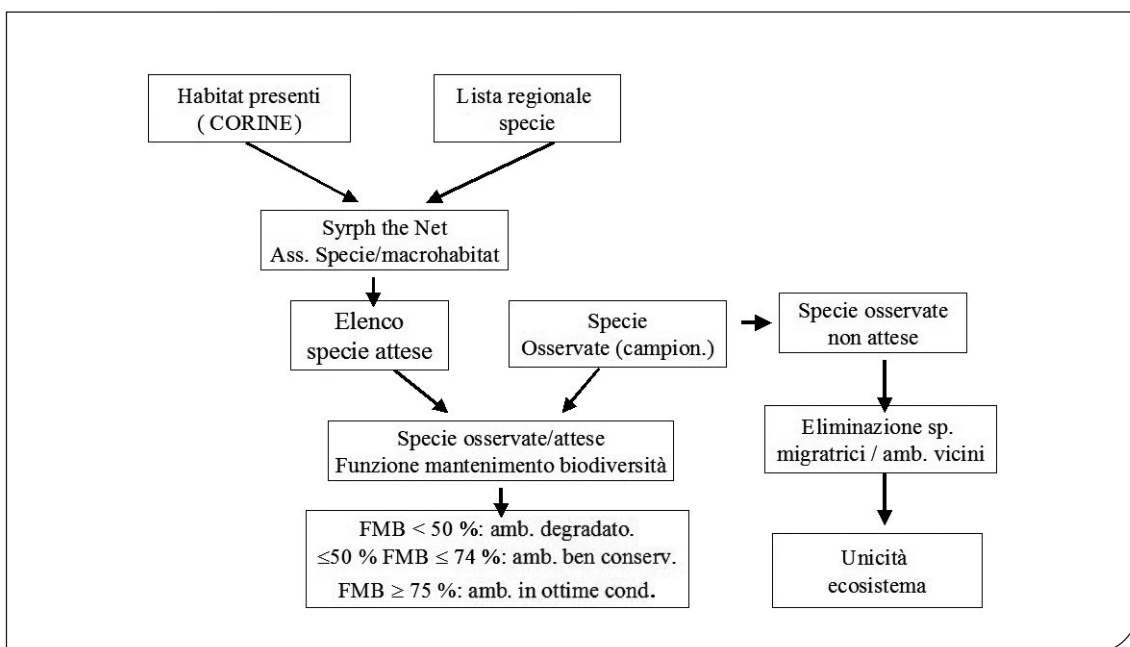 Habitat presenti
( CORINE)
Lista regionale
specie
Syrph the Net
Ass. Specie/macrohabitat
Elenco
specie attese
Specie
Osservate (campion.)
Specie osservate
non attese
Specie osservate/attese
Funzione mantenimento biodiversità
Eliminazione sp.
migratrici / amb. vicini
FMB < 50 %: amb. degradato.
≤50 % FMB ≤ 74 %: amb. ben conserv.
FMB ≥ 75 %: amb. in ottime cond.
Unicità
ecosistema